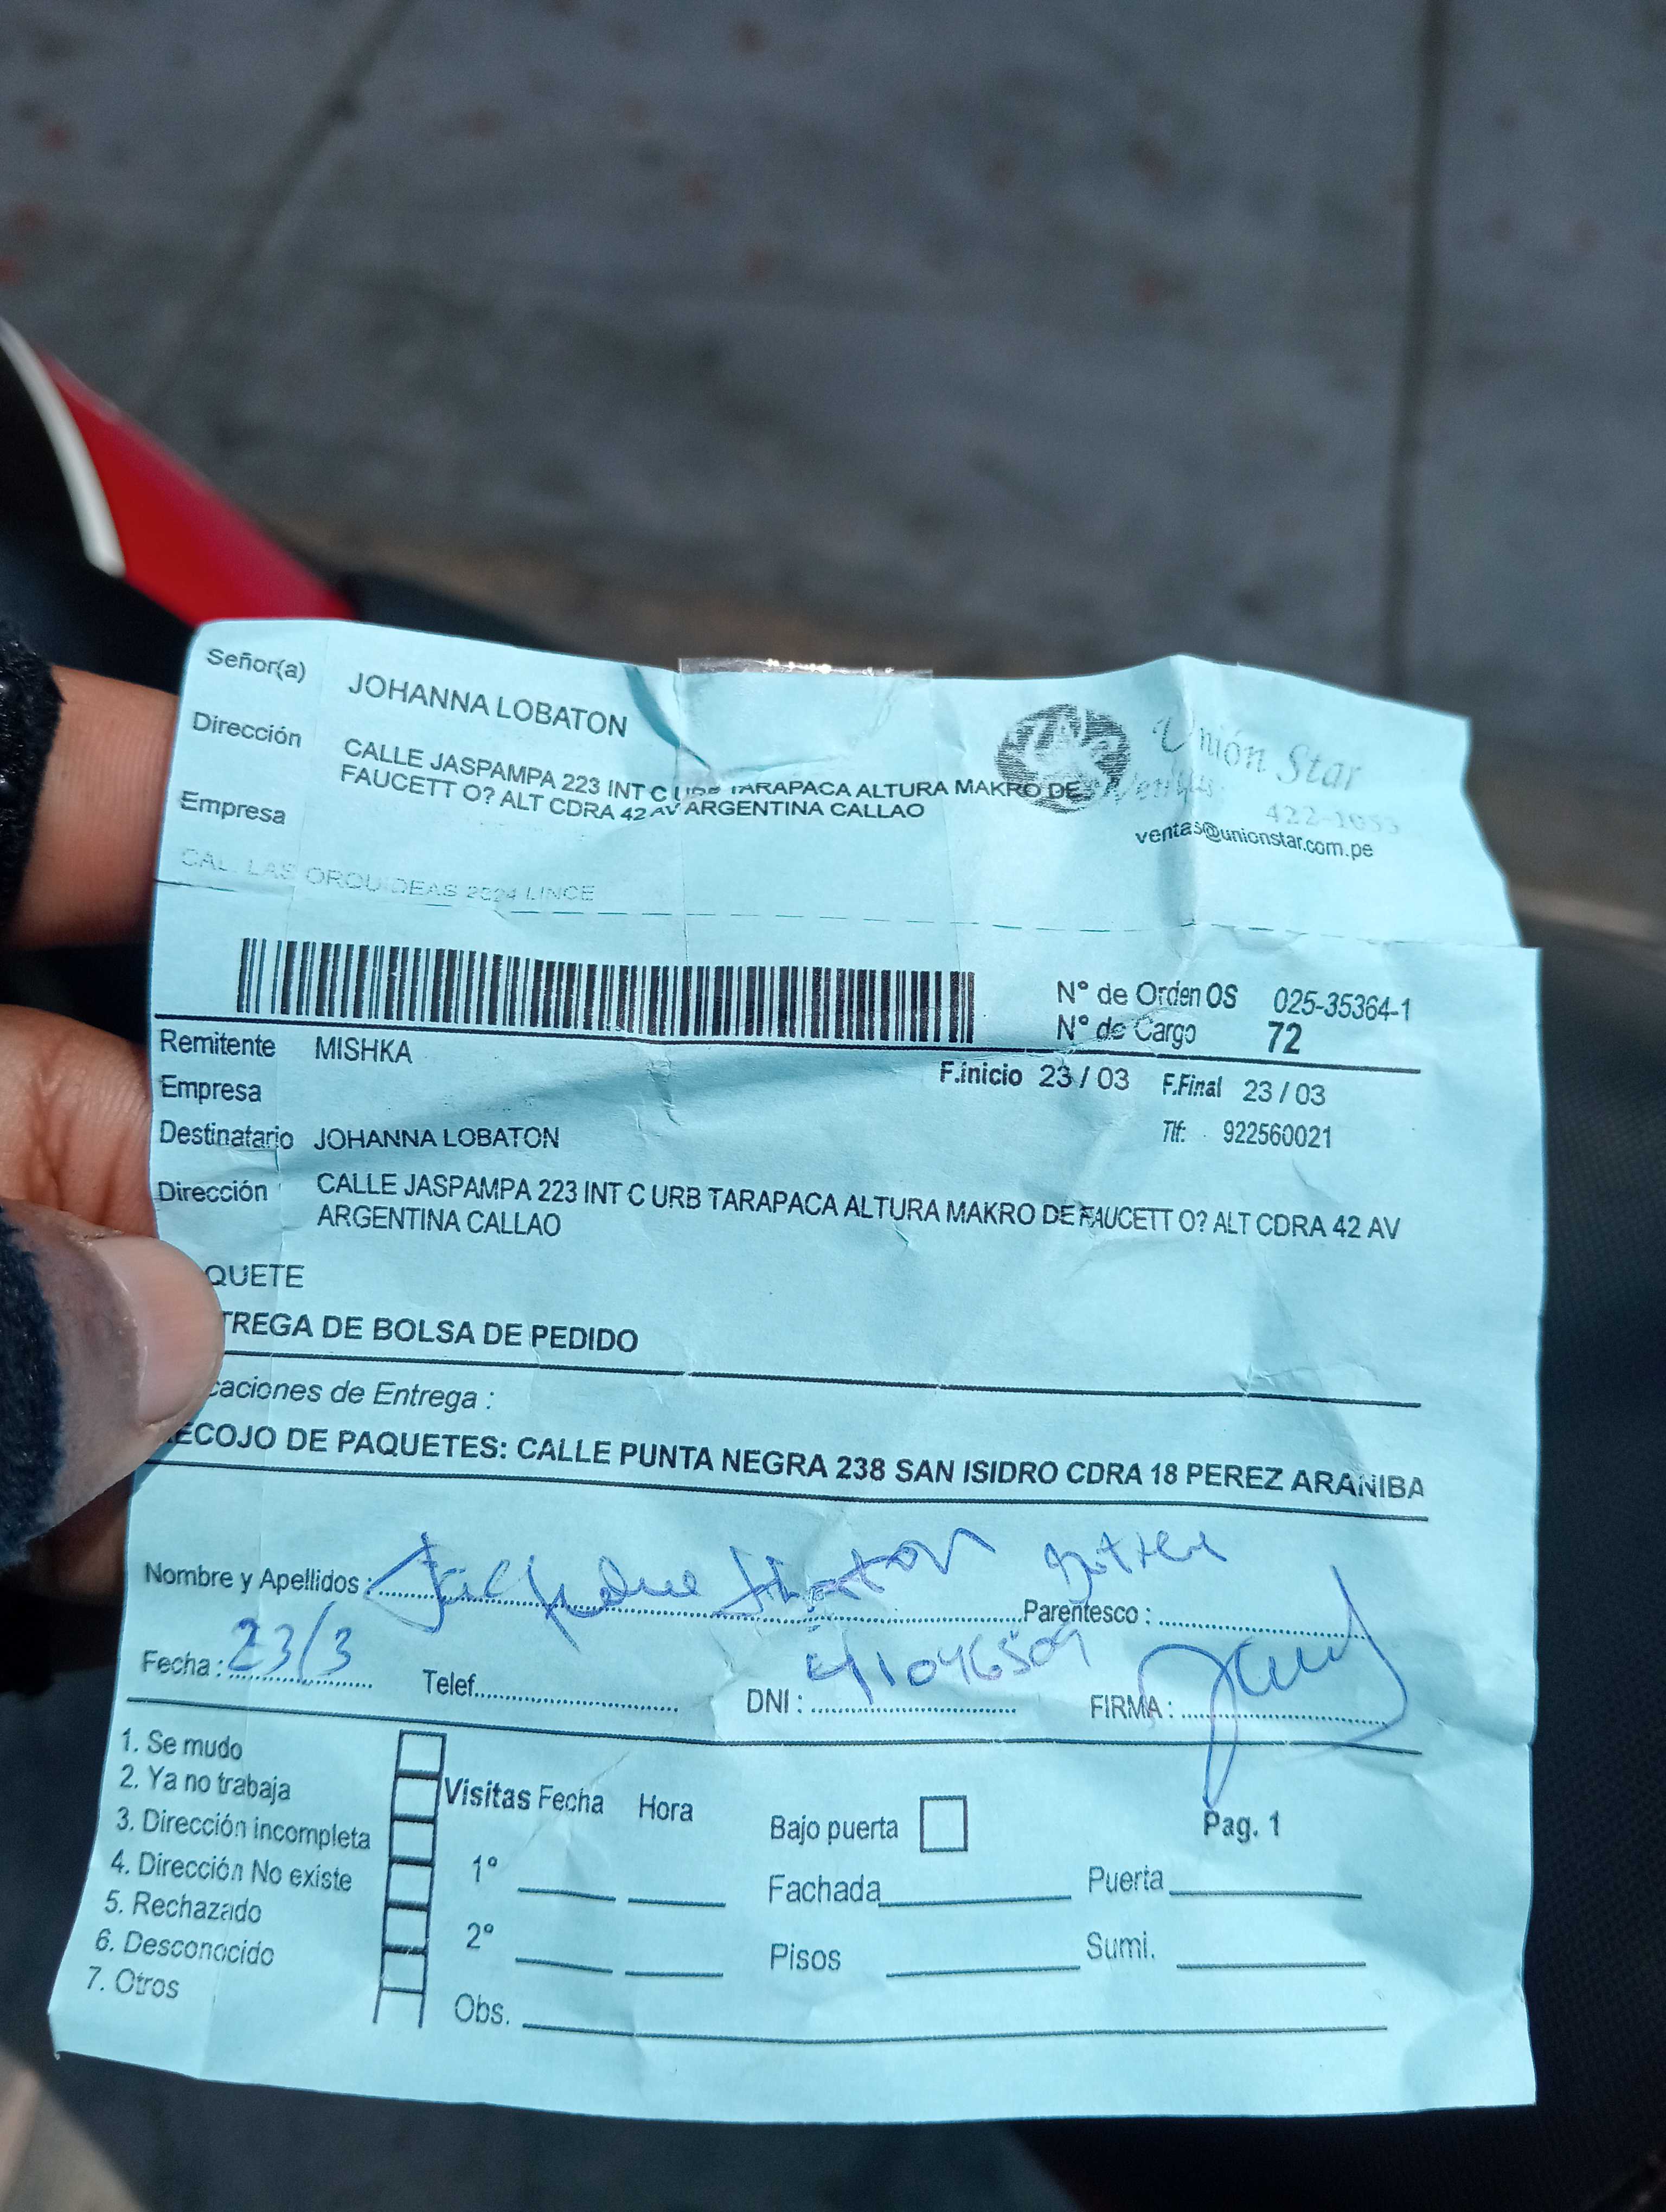 Señor(a) JOHANNA LOBATON
Dirección CALLE JASPAMPA 223 INT C URB TARAPACA ALTURA MAKRO DE
FAUCETT O? ALT CDRA 42 AV ARGENTINA CALLAO
Empresa
Unión Star
422-1055
ventas@unionstar.com.pe
CAL. LAS ORQUIDEAS 2524 LINCE
N° de Orden OS 025-35364-1
N° de Cargo 72
Remitente MISHKA
F.inicio 23 / 03 F.Final 23 / 03
Empresa
Destinatario JOHANNA LOBATON
Tlf: 922560021
Dirección CALLE JASPAMPA 223 INT C URB TARAPACA ALTURA MAKRO DE FAUCETT O? ALT CDRA 42 AV
ARGENTINA CALLAO
QUETE
TREGA DE BOLSA DE PEDIDO
caciones de Entrega :
RECOJO DE PAQUETES: CALLE PUNTA NEGRA 238 SAN ISIDRO CDRA 18 PEREZ ARANIBA
Nombre y Apellidos : Parentesco :
Fecha : 23/3 Telef. DNI : 41046509 FIRMA :
1. Se mudo
2. Ya no trabaja
3. Dirección incompleta
4. Dirección No existe
5. Rechazado
6. Desconocido
7. Otros
Visitas Fecha Hora
1°
2°
Obs.
Bajo puerta
Fachada
Pisos
Pag. 1
Puerta
Sumi.